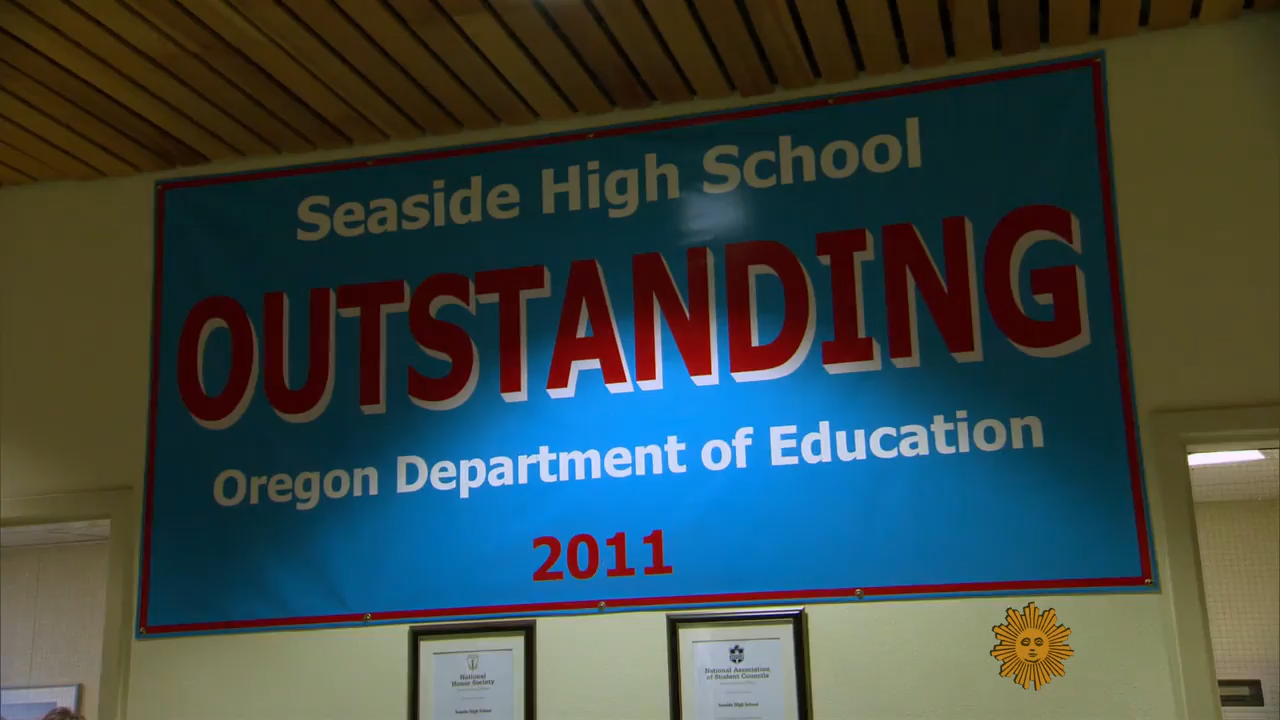 Seaside High School
OUTSTANDING
Oregon Department of Education
2011
National
Honor Society
Seaside High School
National Association
of Student Councils
Seaside High School